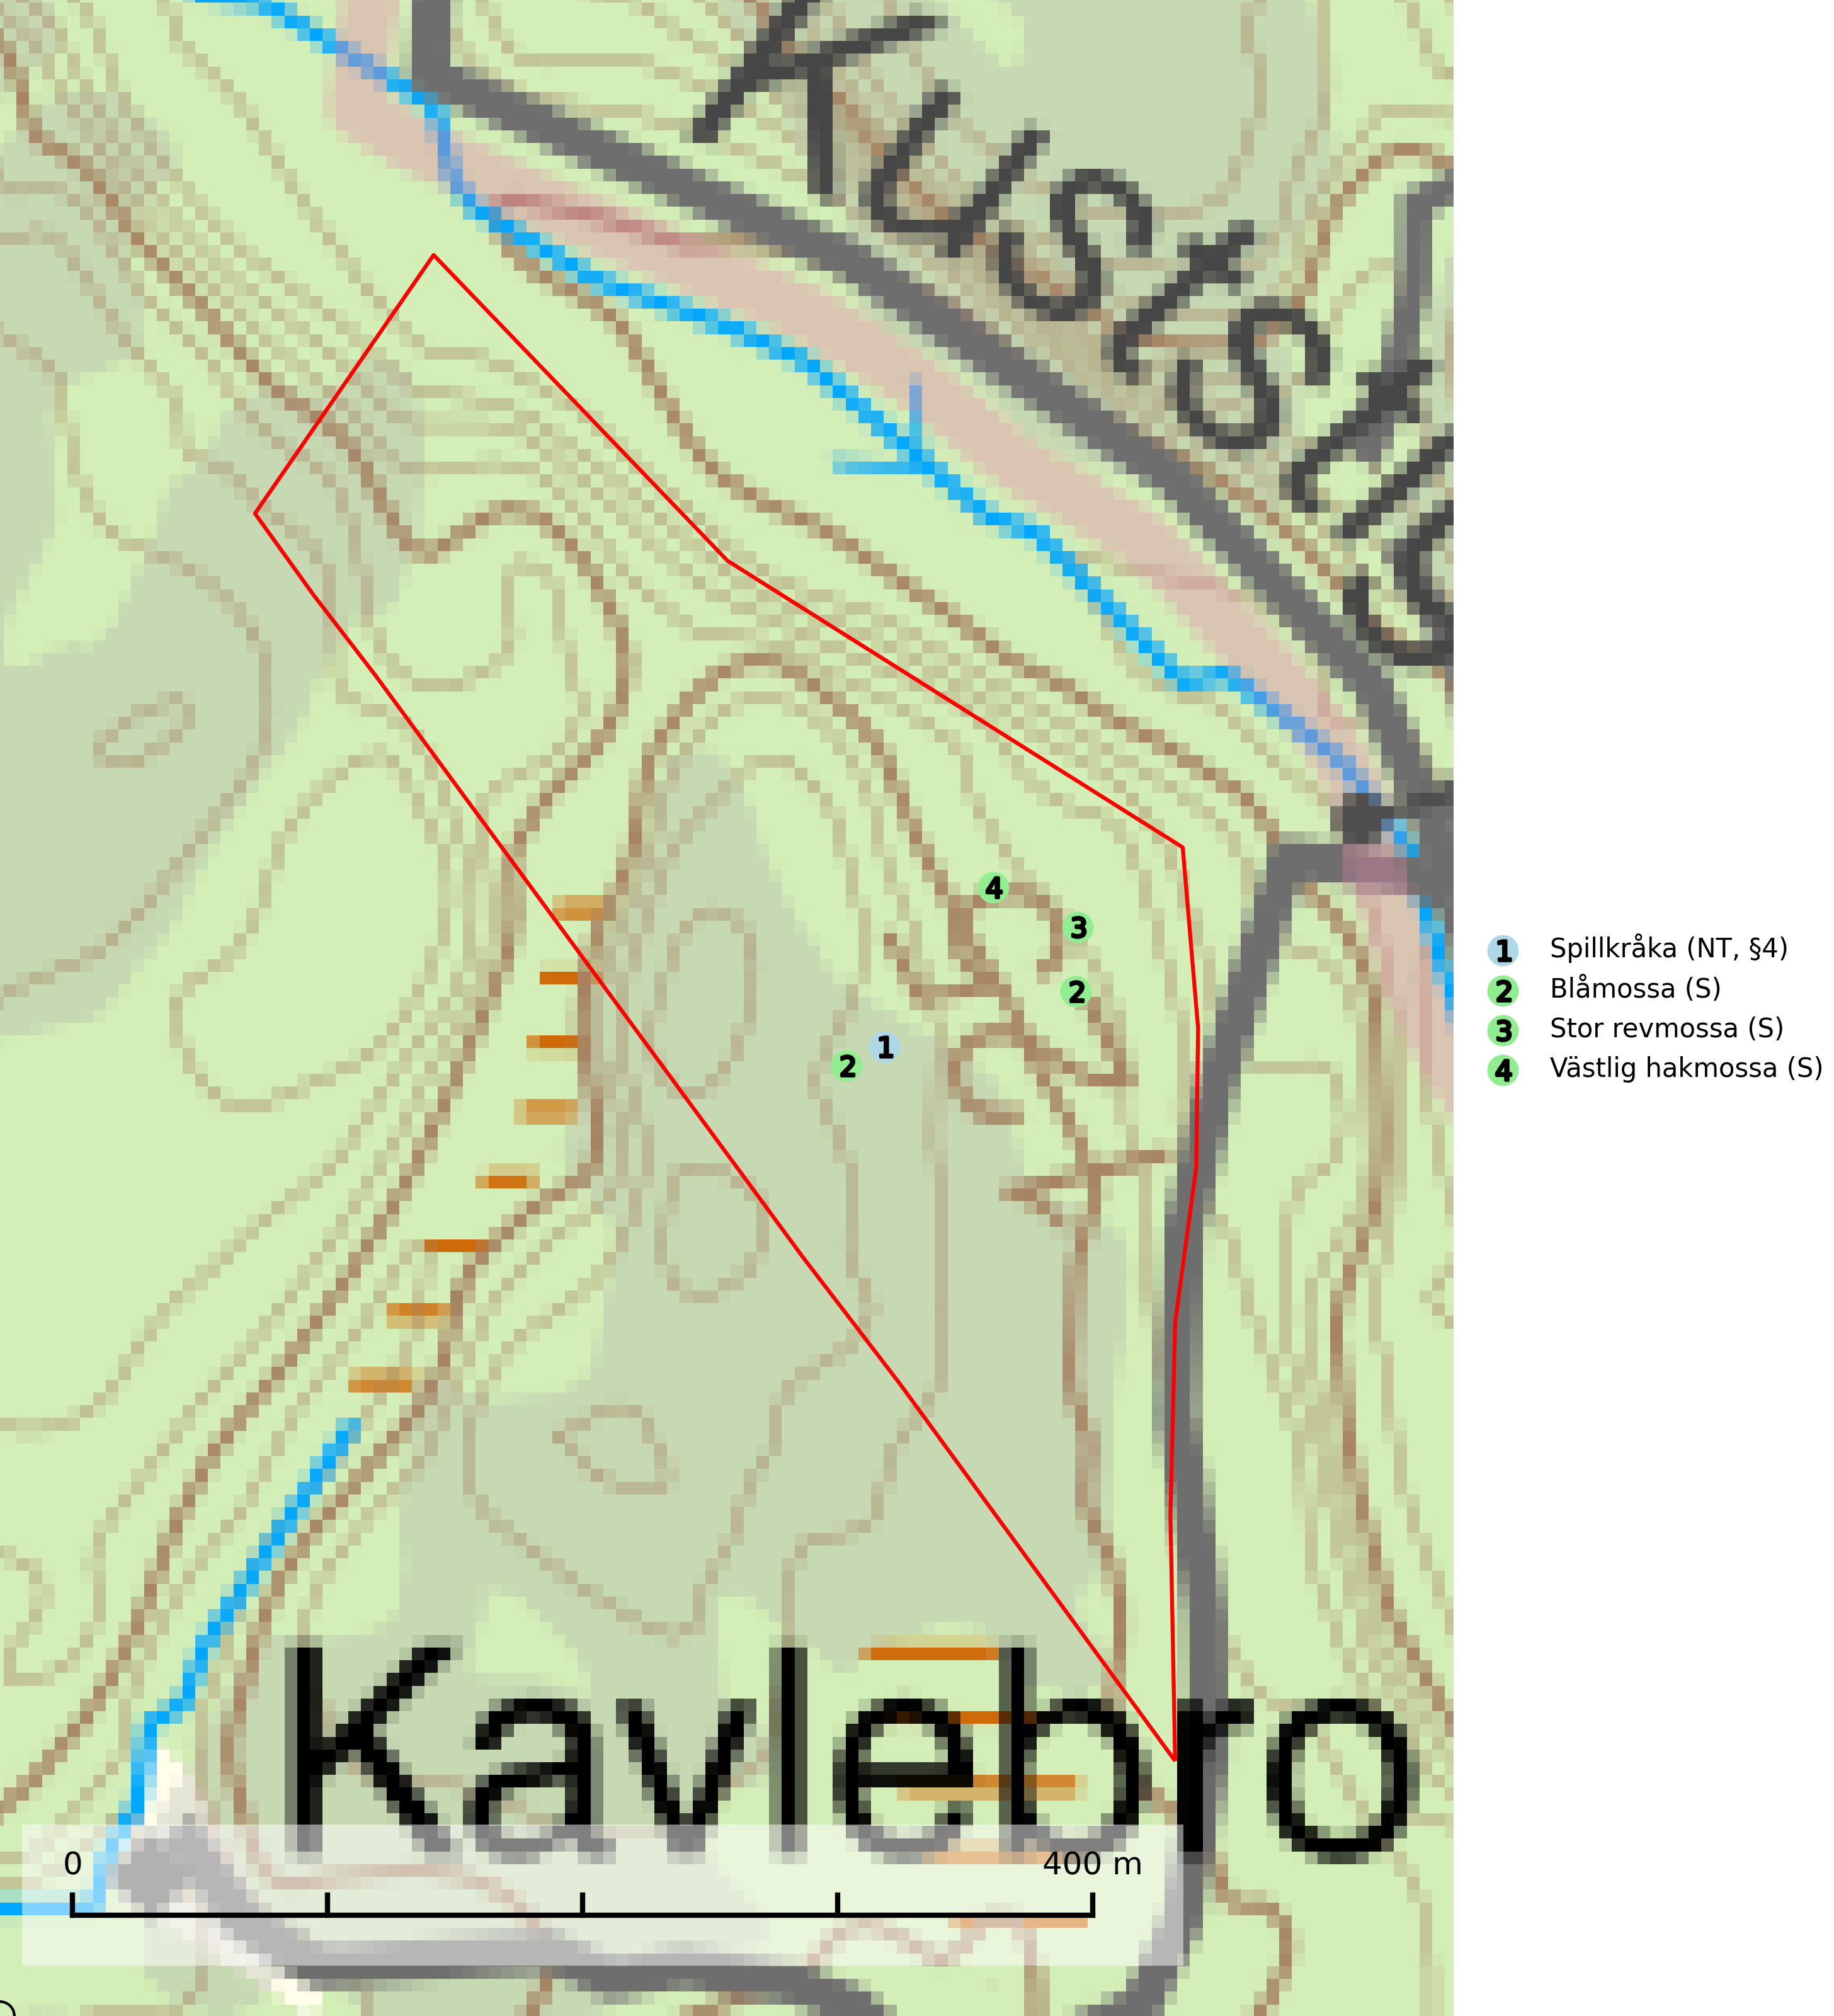 Kustst
Kavlebro
0
400 m
4
3
2
1
2
1 Spillkråka (NT, §4)
2 Blåmossa (S)
3 Stor revmossa (S)
4 Västlig hakmossa (S)